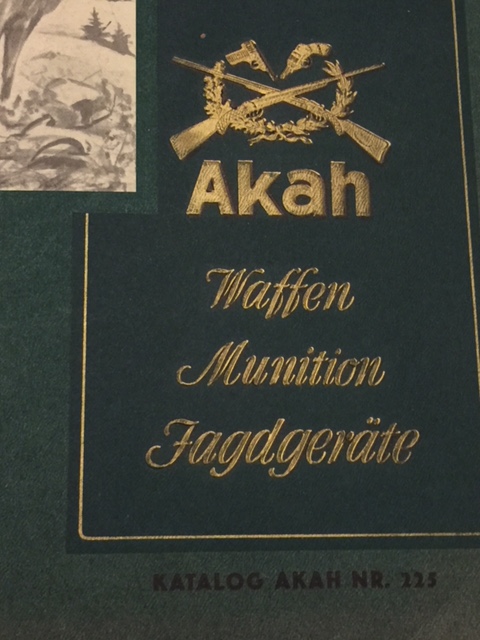 Akah
Waffen
Munition
Jagdgeräte
KATALOG AKAH NR. 225